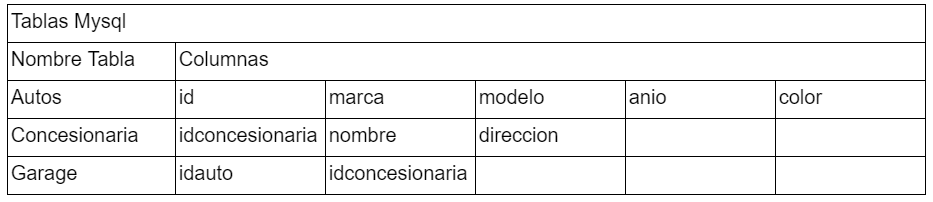 Tablas Mysql
Nombre Tabla Columnas
Autos id marca modelo anio color
Concesionaria idconcesionaria nombre direccion
Garage idauto idconcesionaria